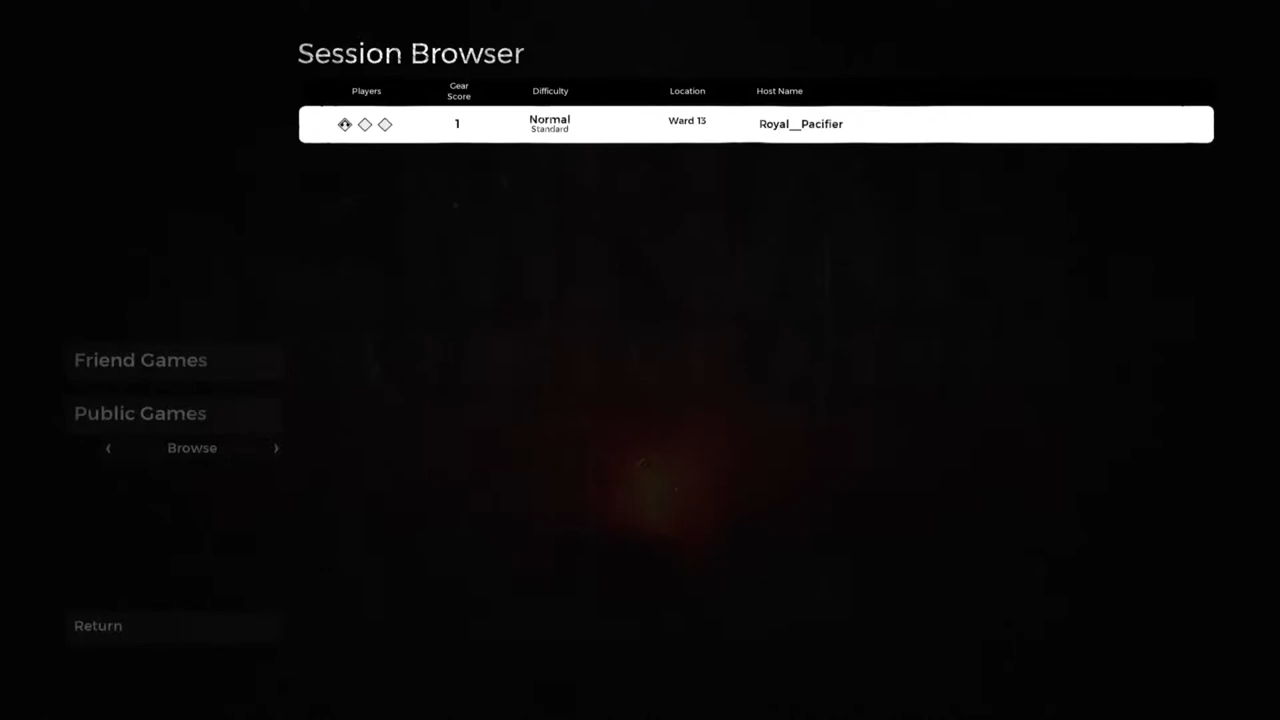 Session Browser
Players Gear Score Difficulty Location Host Name
1 Normal Standard Ward 13 Royal__Pacifier
Friend Games
Public Games
‹ Browse ›
Return